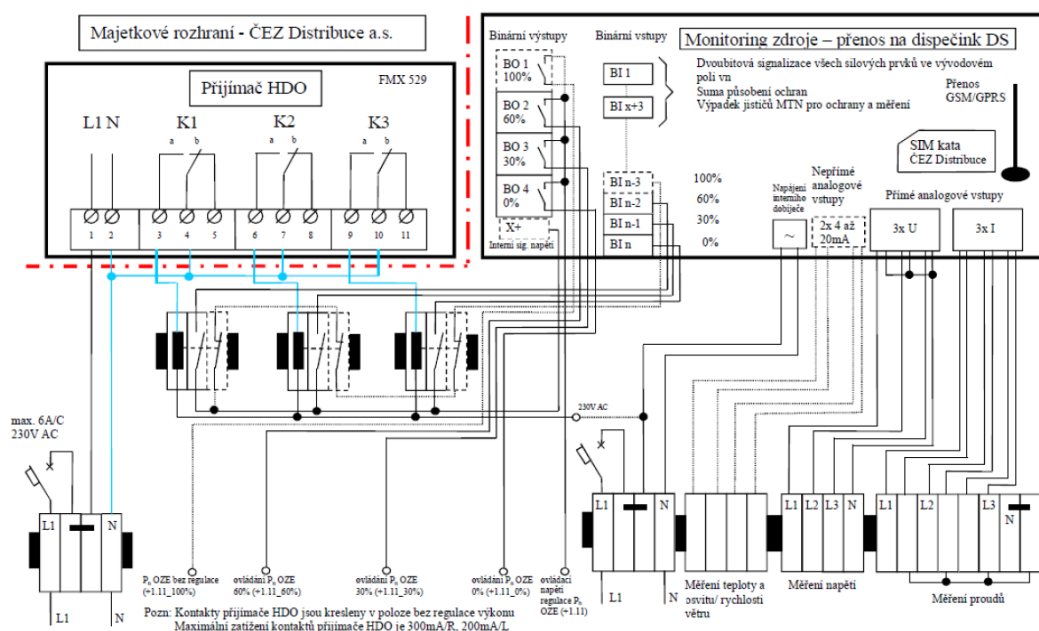 Majetkové rozhraní - ČEZ Distribuce a.s.
Přijímač HDO
FMX 529
L1 N
K1
K2
K3
a b
a b
a b
1 2 3 4 5 6 7 8 9 10 11
Binární výstupy
BO 1
100%
BO 2
60%
BO 3
30%
BO 4
0%
X+
Interní sig. napětí
Binární vstupy
BI 1
BI x+3
BI n-3
BI n-2
BI n-1
BI n
100%
60%
30%
0%
Monitoring zdroje – přenos na dispečink DS
Dvoubitová signalizace všech silových prvků ve vývodovém
poli vn
Suma působení ochran
Výpadek jističů MTN pro ochrany a měření
Přenos
GSM/GPRS
SIM kata
ČEZ Distribuce
Napájení
interního
dobíječe
~
Nepřímé
analogové
vstupy
2x 4 až
20mA
Přímé analogové vstupy
3x U
3x I
230V AC
max. 6A/C
230V AC
L1
N
L1
N
L1
N
L1
N
L1 L2 L3 N
L1
L2
L3
N
Pn OZE bez regulace
(+1.11_100%)
ovládání Pn OZE
60% (+1.11_60%)
ovládání Pn OZE
30% (+1.11_30%)
ovládání Pn OZE
0% (+1.11_0%)
ovládací
napětí
regulace Pn
OZE (+1.11)
Měření teploty a
osvitu/ rychlosti
větru
Měření napětí
Měření proudů
Pozn: Kontakty přijímače HDO jsou kresleny v poloze bez regulace výkonu
Maximální zatížení kontaktů přijímače HDO je 300mA/R, 200mA/L